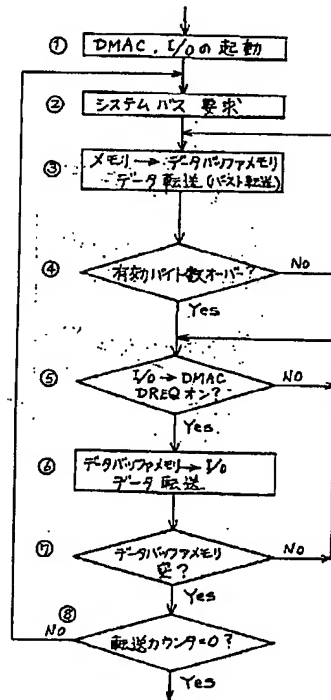 ① DMAC, I/Oの起動
② システムバス 要求
③ メモリ → データバッファメモリ
データ転送(バースト転送)
④ 有効バイト数オーバー? No
Yes
⑤ I/O → DMAC
DREQオン? NO
Yes
⑥ データバッファメモリ→I/O
データ転送
⑦ データバッファメモリ
空? No
Yes
⑧
No 転送カウンタ=0?
Yes